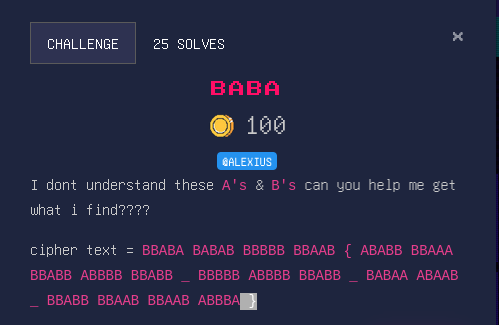 CHALLENGE 25 SOLVES ×
BABA
100
@ALEXIUS
I dont understand these A's & B's can you help me get
what i find????
cipher text = BBABA BABAB BBBBB BBAAB { ABABB BBAAA
BBABB ABBBB BBABB _ BBBBB ABBBB BBABB _ BABAA ABAAB
_ BBABB BBAAB BBAAB ABBBA }